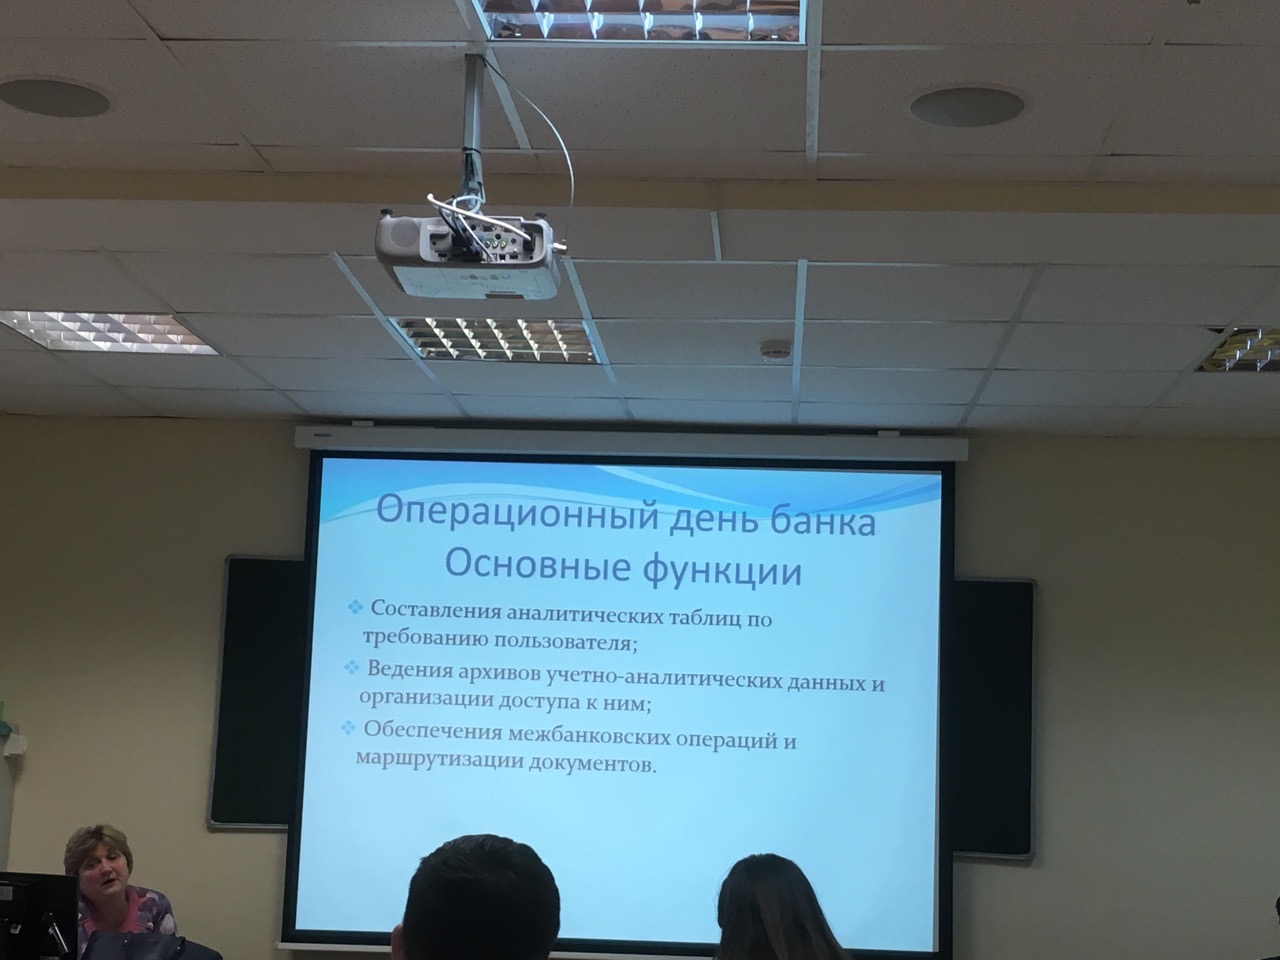 Операционный день банка
Основные функции
Составления аналитических таблиц по
требованию пользователя;
Ведения архивов учетно-аналитических данных и
организации доступа к ним;
Обеспечения межбанковских операций и
маршрутизации документов.